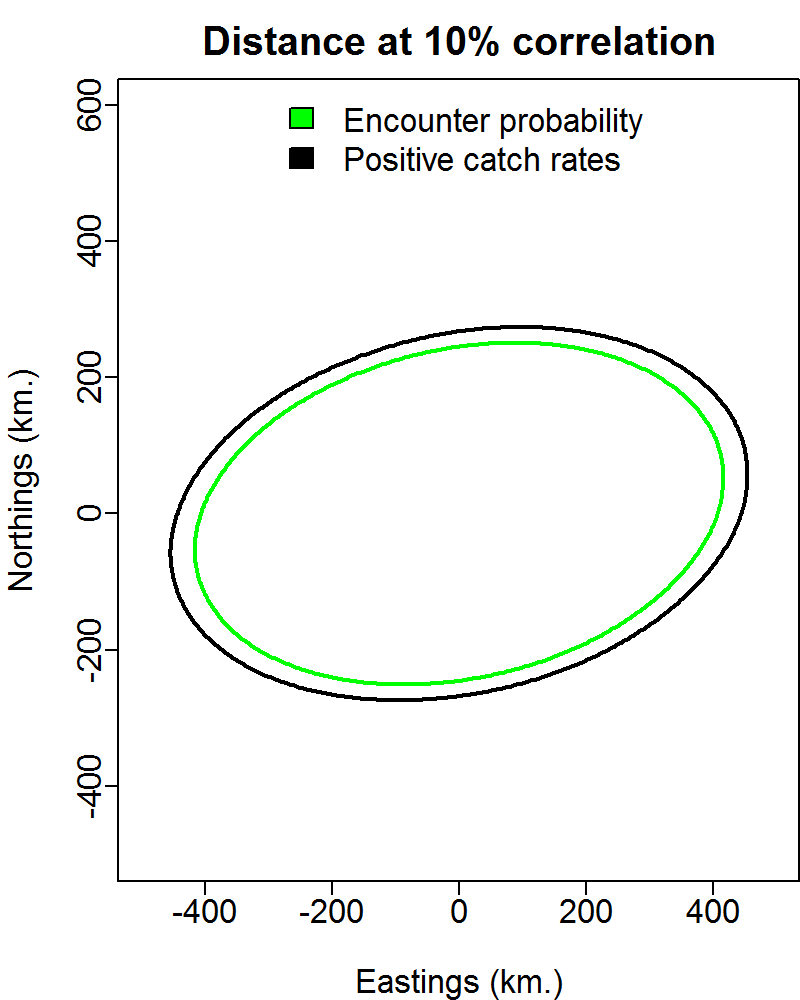 Distance at 10% correlation
Encounter probability
Positive catch rates
600
400
200
0
-200
-400
Northings (km.)
-400 -200 0 200 400
Eastings (km.)